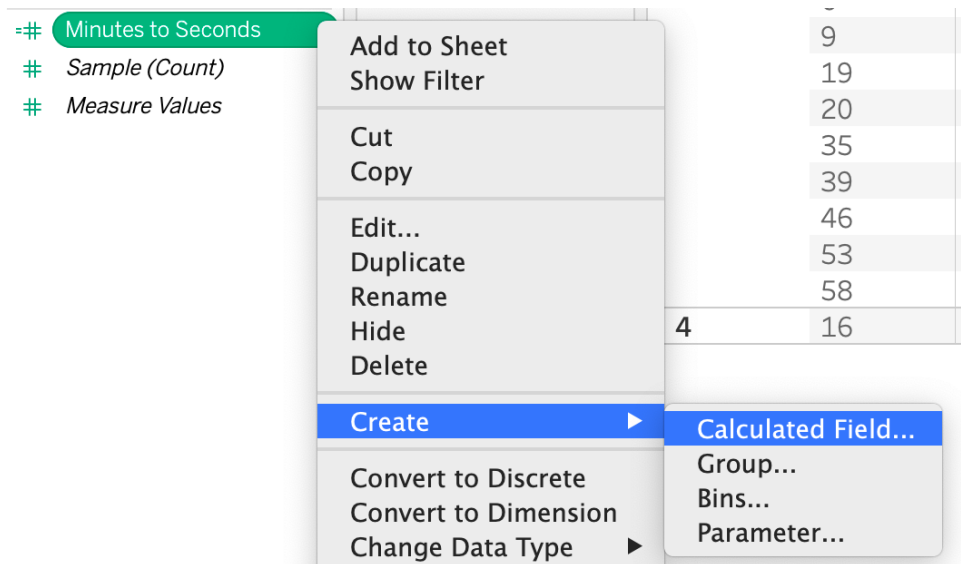 Minutes to Seconds
Sample (Count)
Measure Values
Add to Sheet
Show Filter
Cut
Copy
Edit...
Duplicate
Rename
Hide
Delete
Create
Convert to Discrete
Convert to Dimension
Change Data Type
Calculated Field...
Group...
Bins...
Parameter...
9
19
20
35
39
46
53
58
4 16